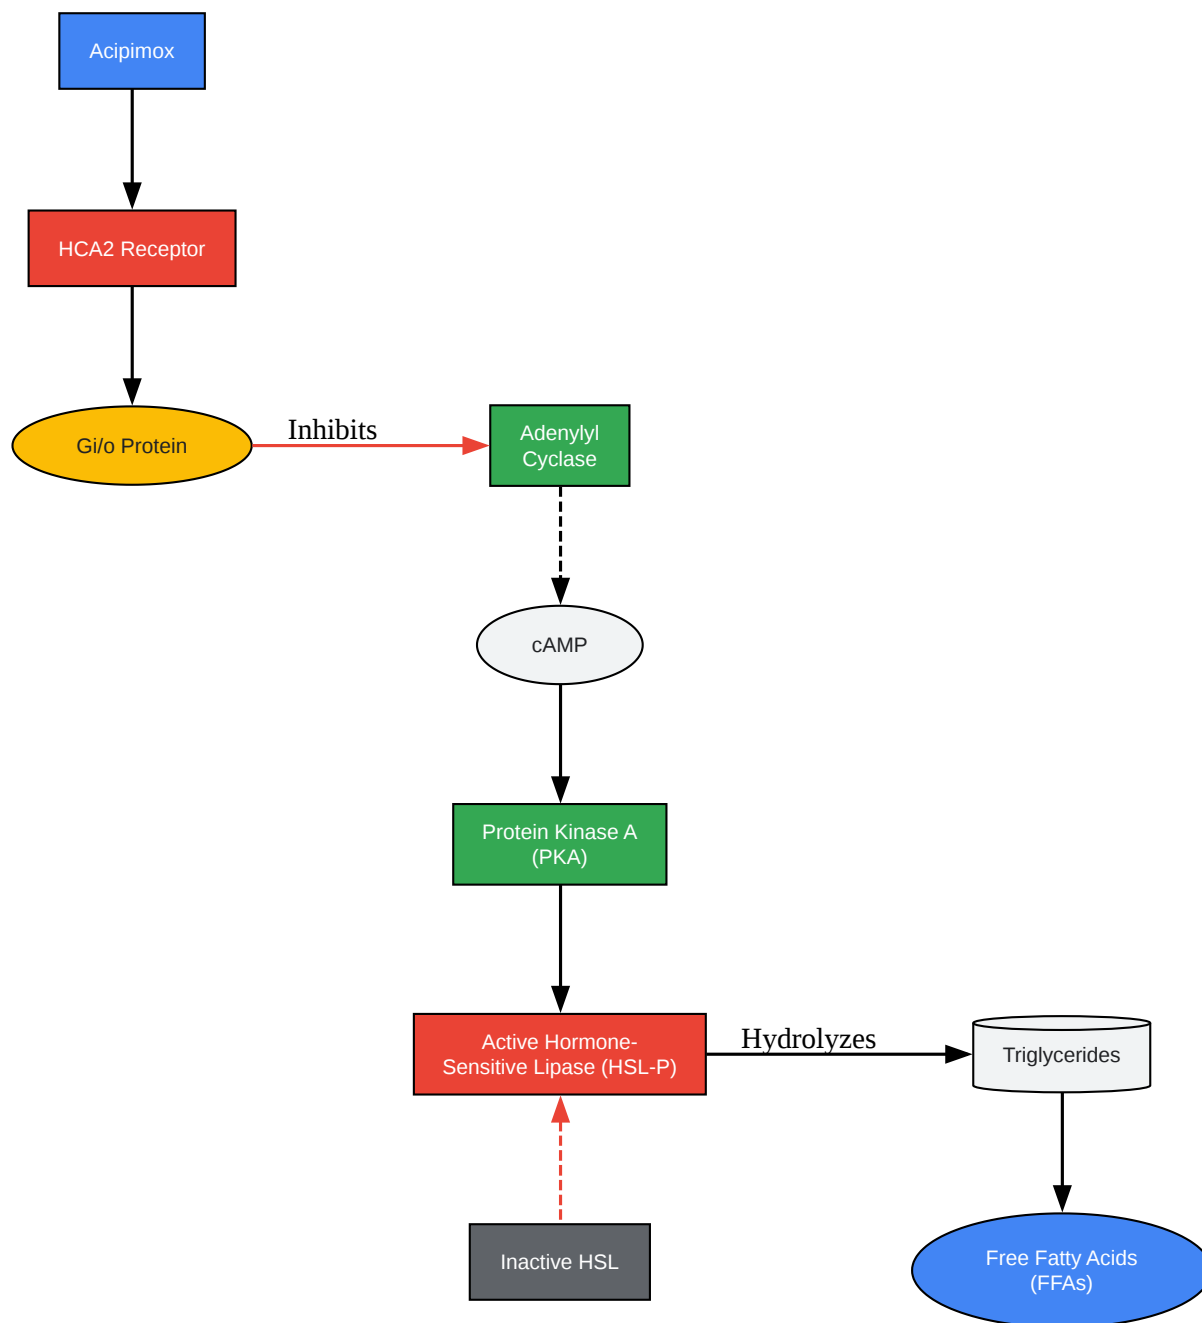 Acipimox
HCA2 Receptor
Gi/o Protein
Inhibits
Adenylyl
Cyclase
cAMP
Protein Kinase A
(PKA)
Active Hormone-
Sensitive Lipase (HSL-P)
Hydrolyzes
Triglycerides
Inactive HSL
Free Fatty Acids
(FFAs)